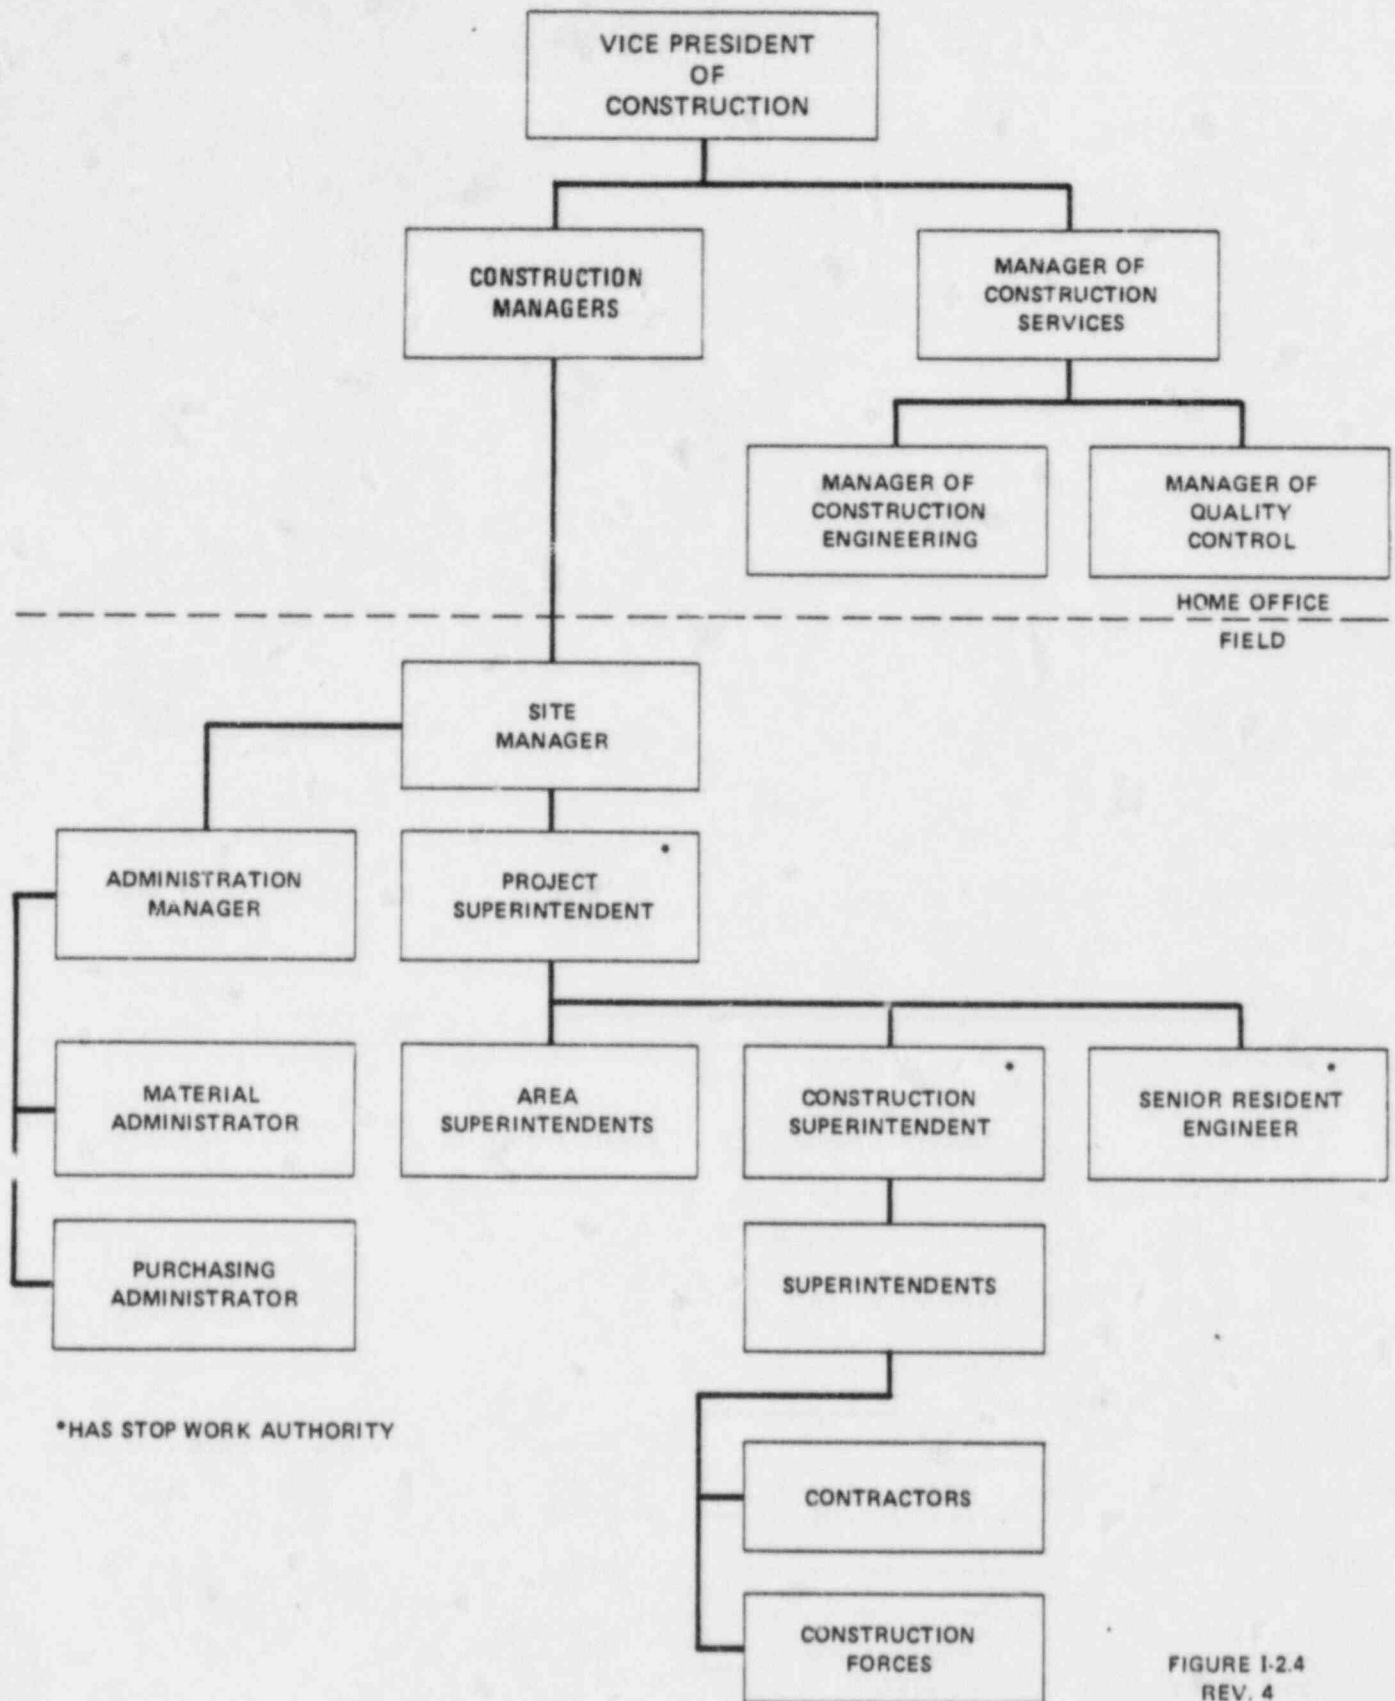 VICE PRESIDENT
OF
CONSTRUCTION
CONSTRUCTION
MANAGERS
MANAGER OF
CONSTRUCTION
SERVICES
MANAGER OF
CONSTRUCTION
ENGINEERING
MANAGER OF
QUALITY
CONTROL
HOME OFFICE
FIELD
SITE
MANAGER
ADMINISTRATION
MANAGER
PROJECT
SUPERINTENDENT
*
MATERIAL
ADMINISTRATOR
AREA
SUPERINTENDENTS
CONSTRUCTION
SUPERINTENDENT
*
SENIOR RESIDENT
ENGINEER
*
PURCHASING
ADMINISTRATOR
SUPERINTENDENTS
*HAS STOP WORK AUTHORITY
CONTRACTORS
CONSTRUCTION
FORCES
FIGURE I-2.4
REV. 4